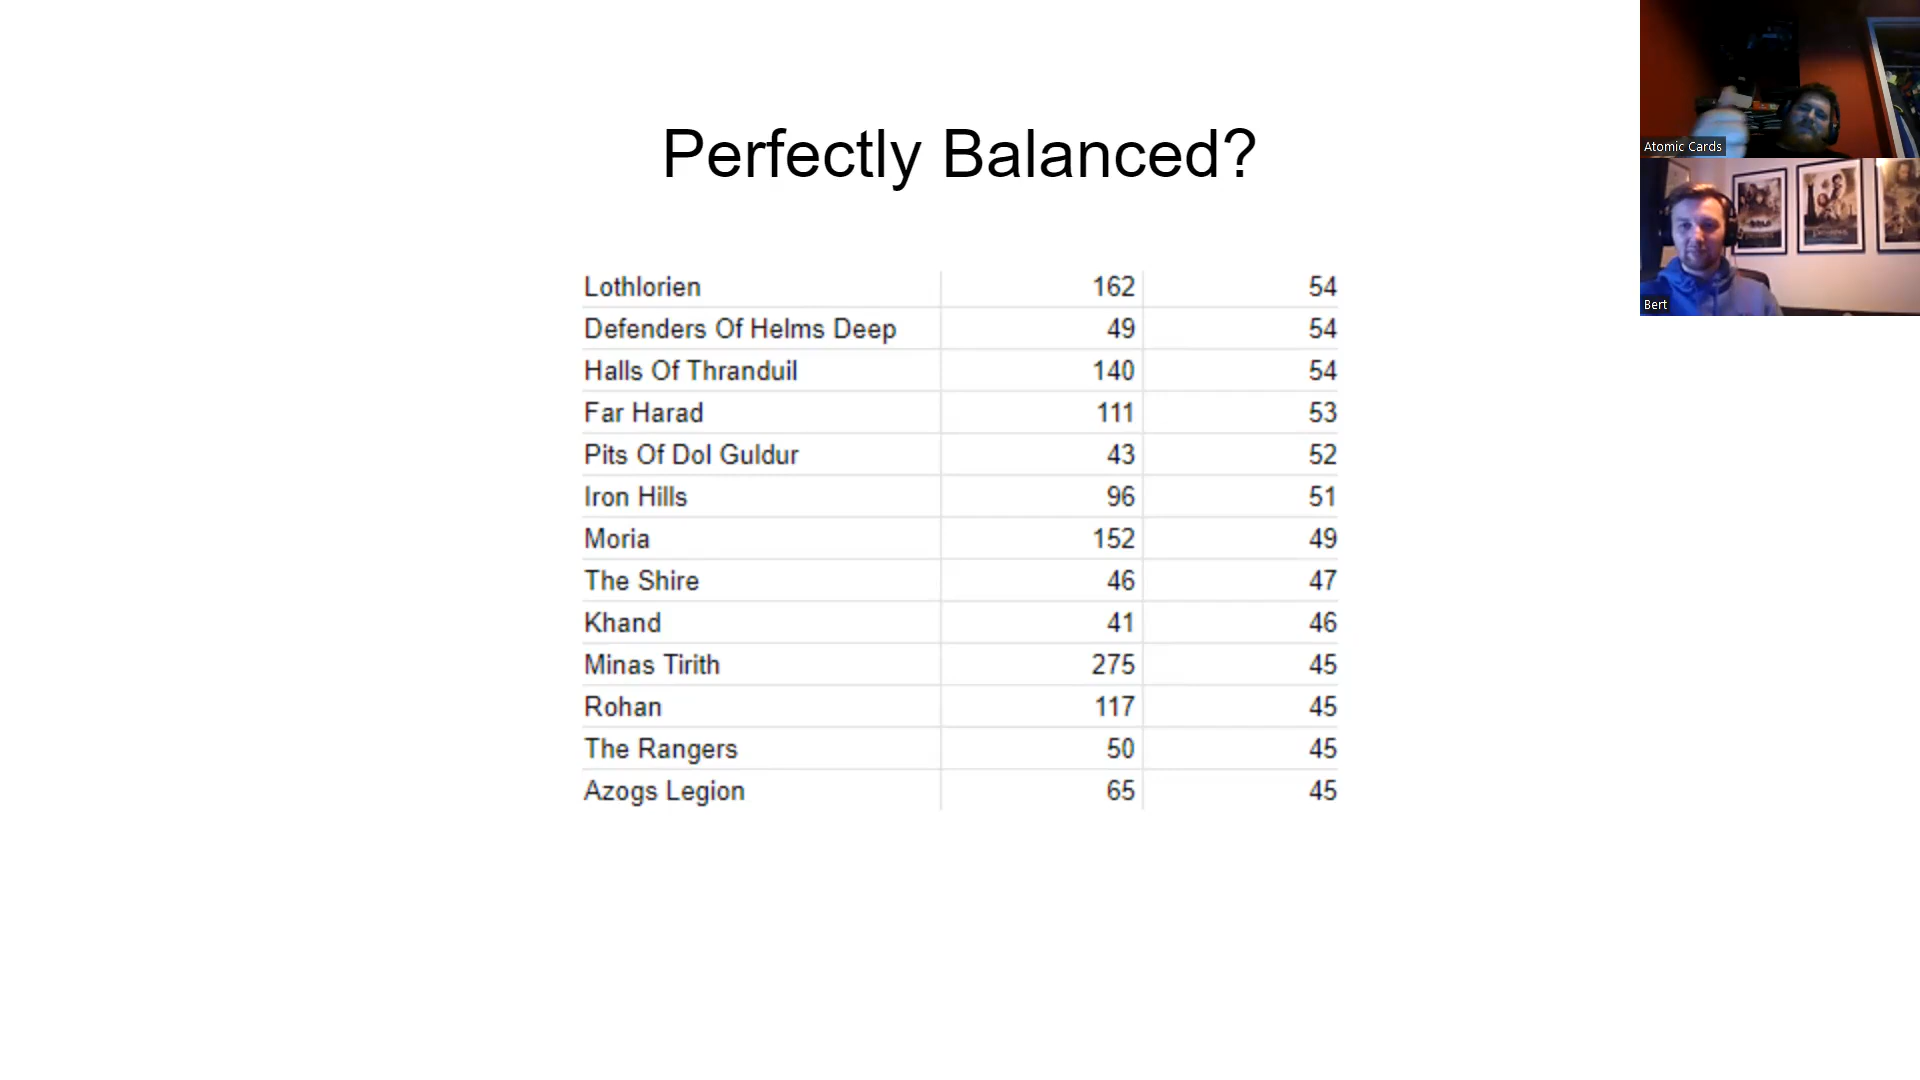 Perfectly Balanced?
Lothlorien 162 54
Defenders Of Helms Deep 49 54
Halls Of Thranduil 140 54
Far Harad 111 53
Pits Of Dol Guldur 43 52
Iron Hills 96 51
Moria 152 49
The Shire 46 47
Khand 41 46
Minas Tirith 275 45
Rohan 117 45
The Rangers 50 45
Azogs Legion 65 45
Atomic Cards
Bert